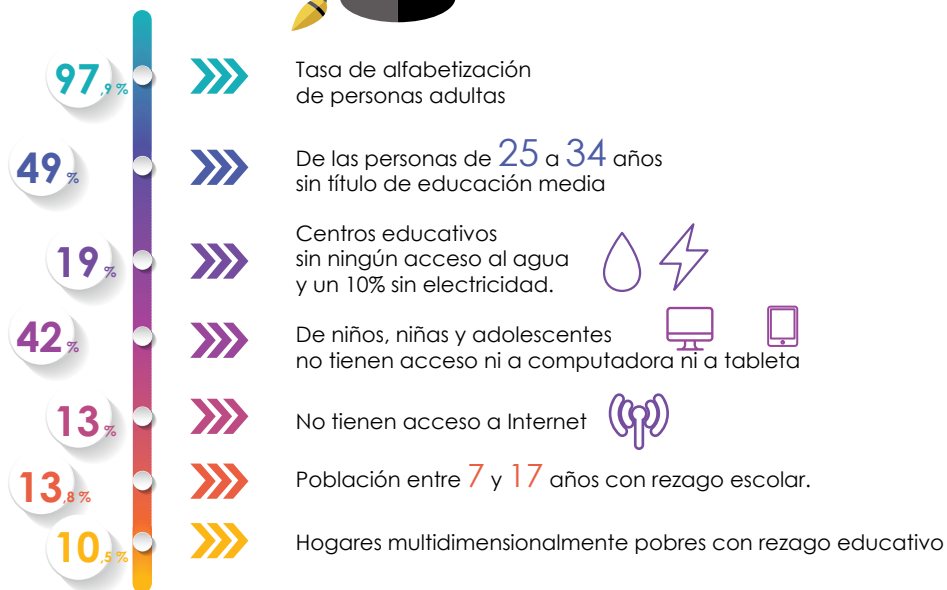 97,9 %
Tasa de alfabetización
de personas adultas
49 %
De las personas de 25 a 34 años
sin título de educación media
19 %
Centros educativos
sin ningún acceso al agua
y un 10% sin electricidad.
42 %
De niños, niñas y adolescentes
no tienen acceso ni a computadora ni a tableta
13 %
No tienen acceso a Internet
13,8 %
Población entre 7 y 17 años con rezago escolar.
10,5 %
Hogares multidimensionalmente pobres con rezago educativo